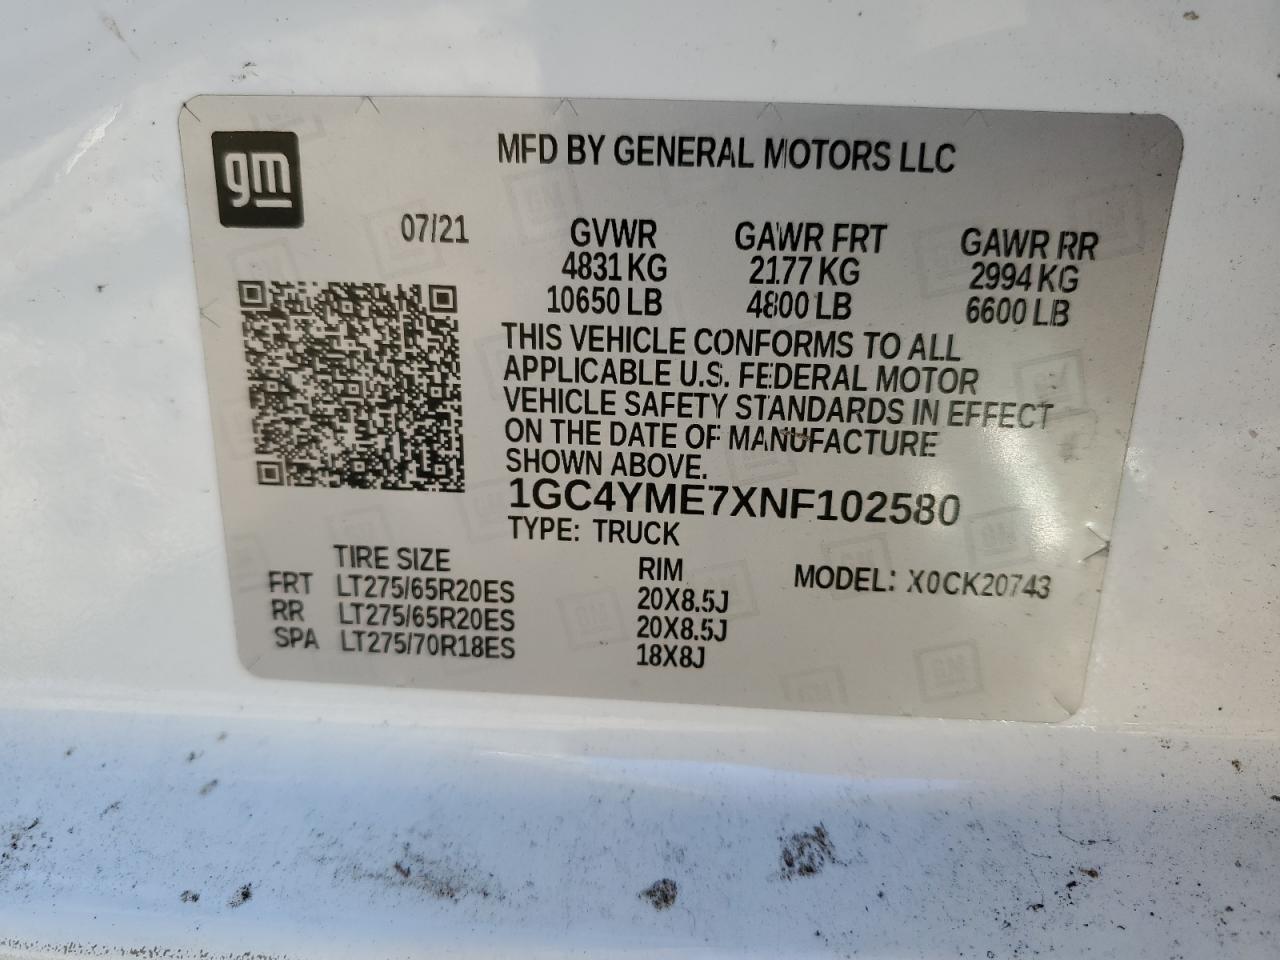 gm
MFD BY GENERAL MOTORS LLC
07/21
GVWR GAWR FRT GAWR RR
4831 KG 2177 KG 2994 KG
10650 LB 4800 LB 6600 LB
THIS VEHICLE CONFORMS TO ALL
APPLICABLE U.S. FEDERAL MOTOR
VEHICLE SAFETY STANDARDS IN EFFECT
ON THE DATE OF MANUFACTURE
SHOWN ABOVE.
1GC4YME7XNF102580
TYPE: TRUCK
TIRE SIZE RIM MODEL: X0CK20743
FRT LT275/65R20ES 20X8.5J
RR LT275/65R20ES 20X8.5J
SPA LT275/70R18ES 18X8J